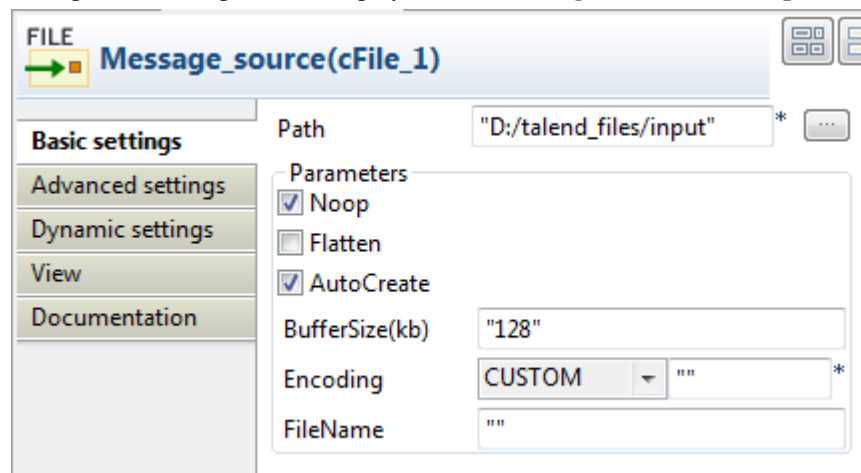 FILE
Message_source(cFile_1)
Basic settings
Advanced settings
Dynamic settings
View
Documentation
Path "D:/talend_files/input" * ...
Parameters
Noop
Flatten
AutoCreate
BufferSize(kb) "128"
Encoding CUSTOM "" *
FileName ""